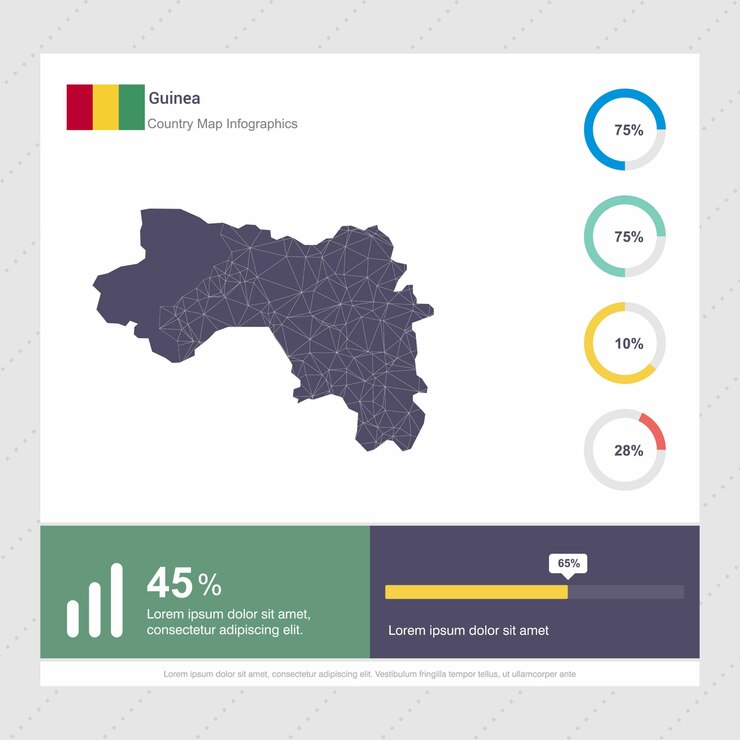 Guinea
Country Map Infographics
75%
75%
10%
28%
45 %
Lorem ipsum dolor sit amet,
consectetur adipiscing elit.
65%
Lorem ipsum dolor sit amet
Lorem ipsum dolor sit amet, consectetur adipiscing elit. Vestibulum fringilla tempor tellus, ut ullamcorper ante